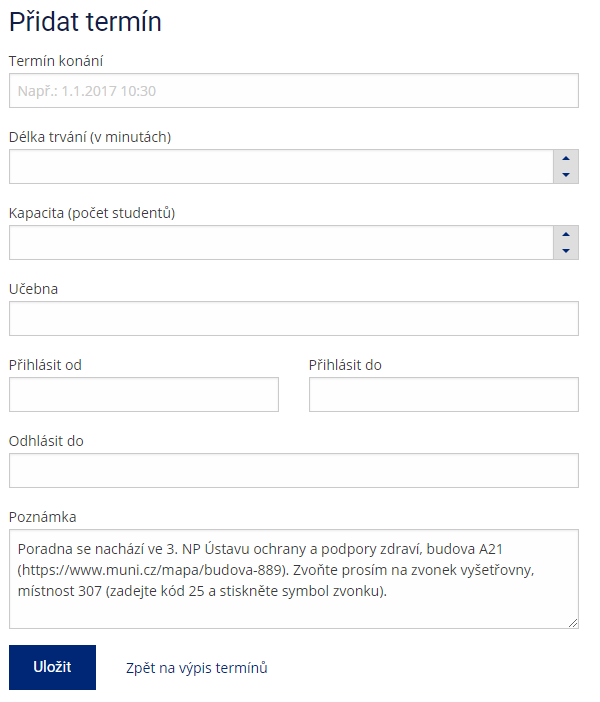 Přidat termín
Termín konání
Např.: 1.1.2017 10:30
Délka trvání (v minutách)
Kapacita (počet studentů)
Učebna
Přihlásit od
Přihlásit do
Odhlásit do
Poznámka
Poradna se nachází ve 3. NP Ústavu ochrany a podpory zdraví, budova A21
(https://www.muni.cz/mapa/budova-889). Zvoňte prosím na zvonek vyšetřovny,
místnost 307 (zadejte kód 25 a stiskněte symbol zvonku).
Uložit
Zpět na výpis termínů